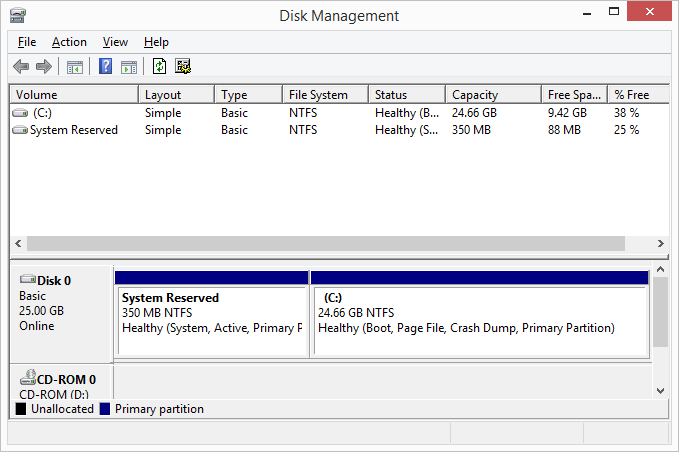 Disk Management
File Action View Help
Volume Layout Type File System Status Capacity Free Spa... % Free
(C:) Simple Basic NTFS Healthy (B... 24.66 GB 9.42 GB 38 %
System Reserved Simple Basic NTFS Healthy (S... 350 MB 88 MB 25 %
Disk 0
Basic
25.00 GB
Online
System Reserved
350 MB NTFS
Healthy (System, Active, Primary P
(C:)
24.66 GB NTFS
Healthy (Boot, Page File, Crash Dump, Primary Partition)
CD-ROM 0
CD-ROM (D:)
Unallocated Primary partition